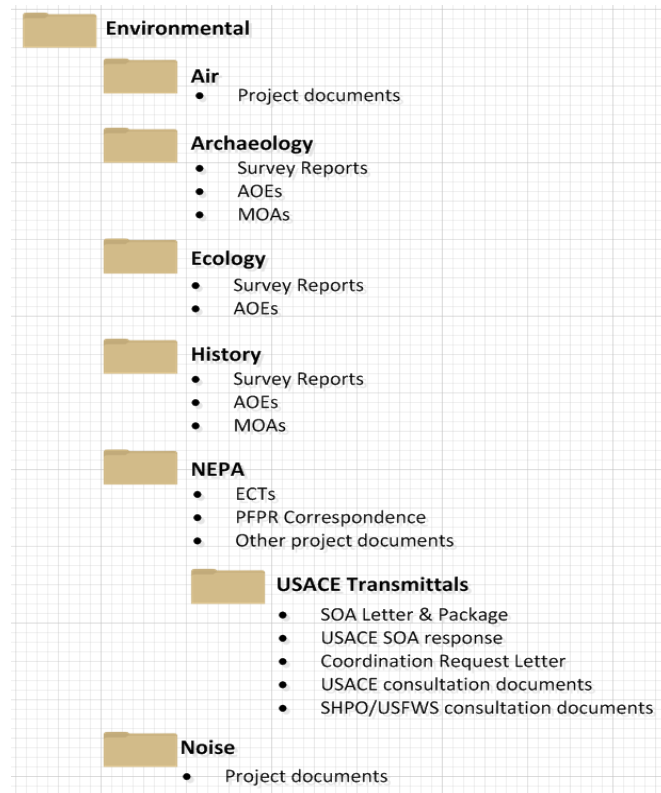 Environmental
Air
• Project documents
Archaeology
• Survey Reports
• AOEs
• MOAs
Ecology
• Survey Reports
• AOEs
History
• Survey Reports
• AOEs
• MOAs
NEPA
• ECTs
• PFPR Correspondence
• Other project documents
USACE Transmittals
• SOA Letter & Package
• USACE SOA response
• Coordination Request Letter
• USACE consultation documents
• SHPO/USFWS consultation documents
Noise
• Project documents